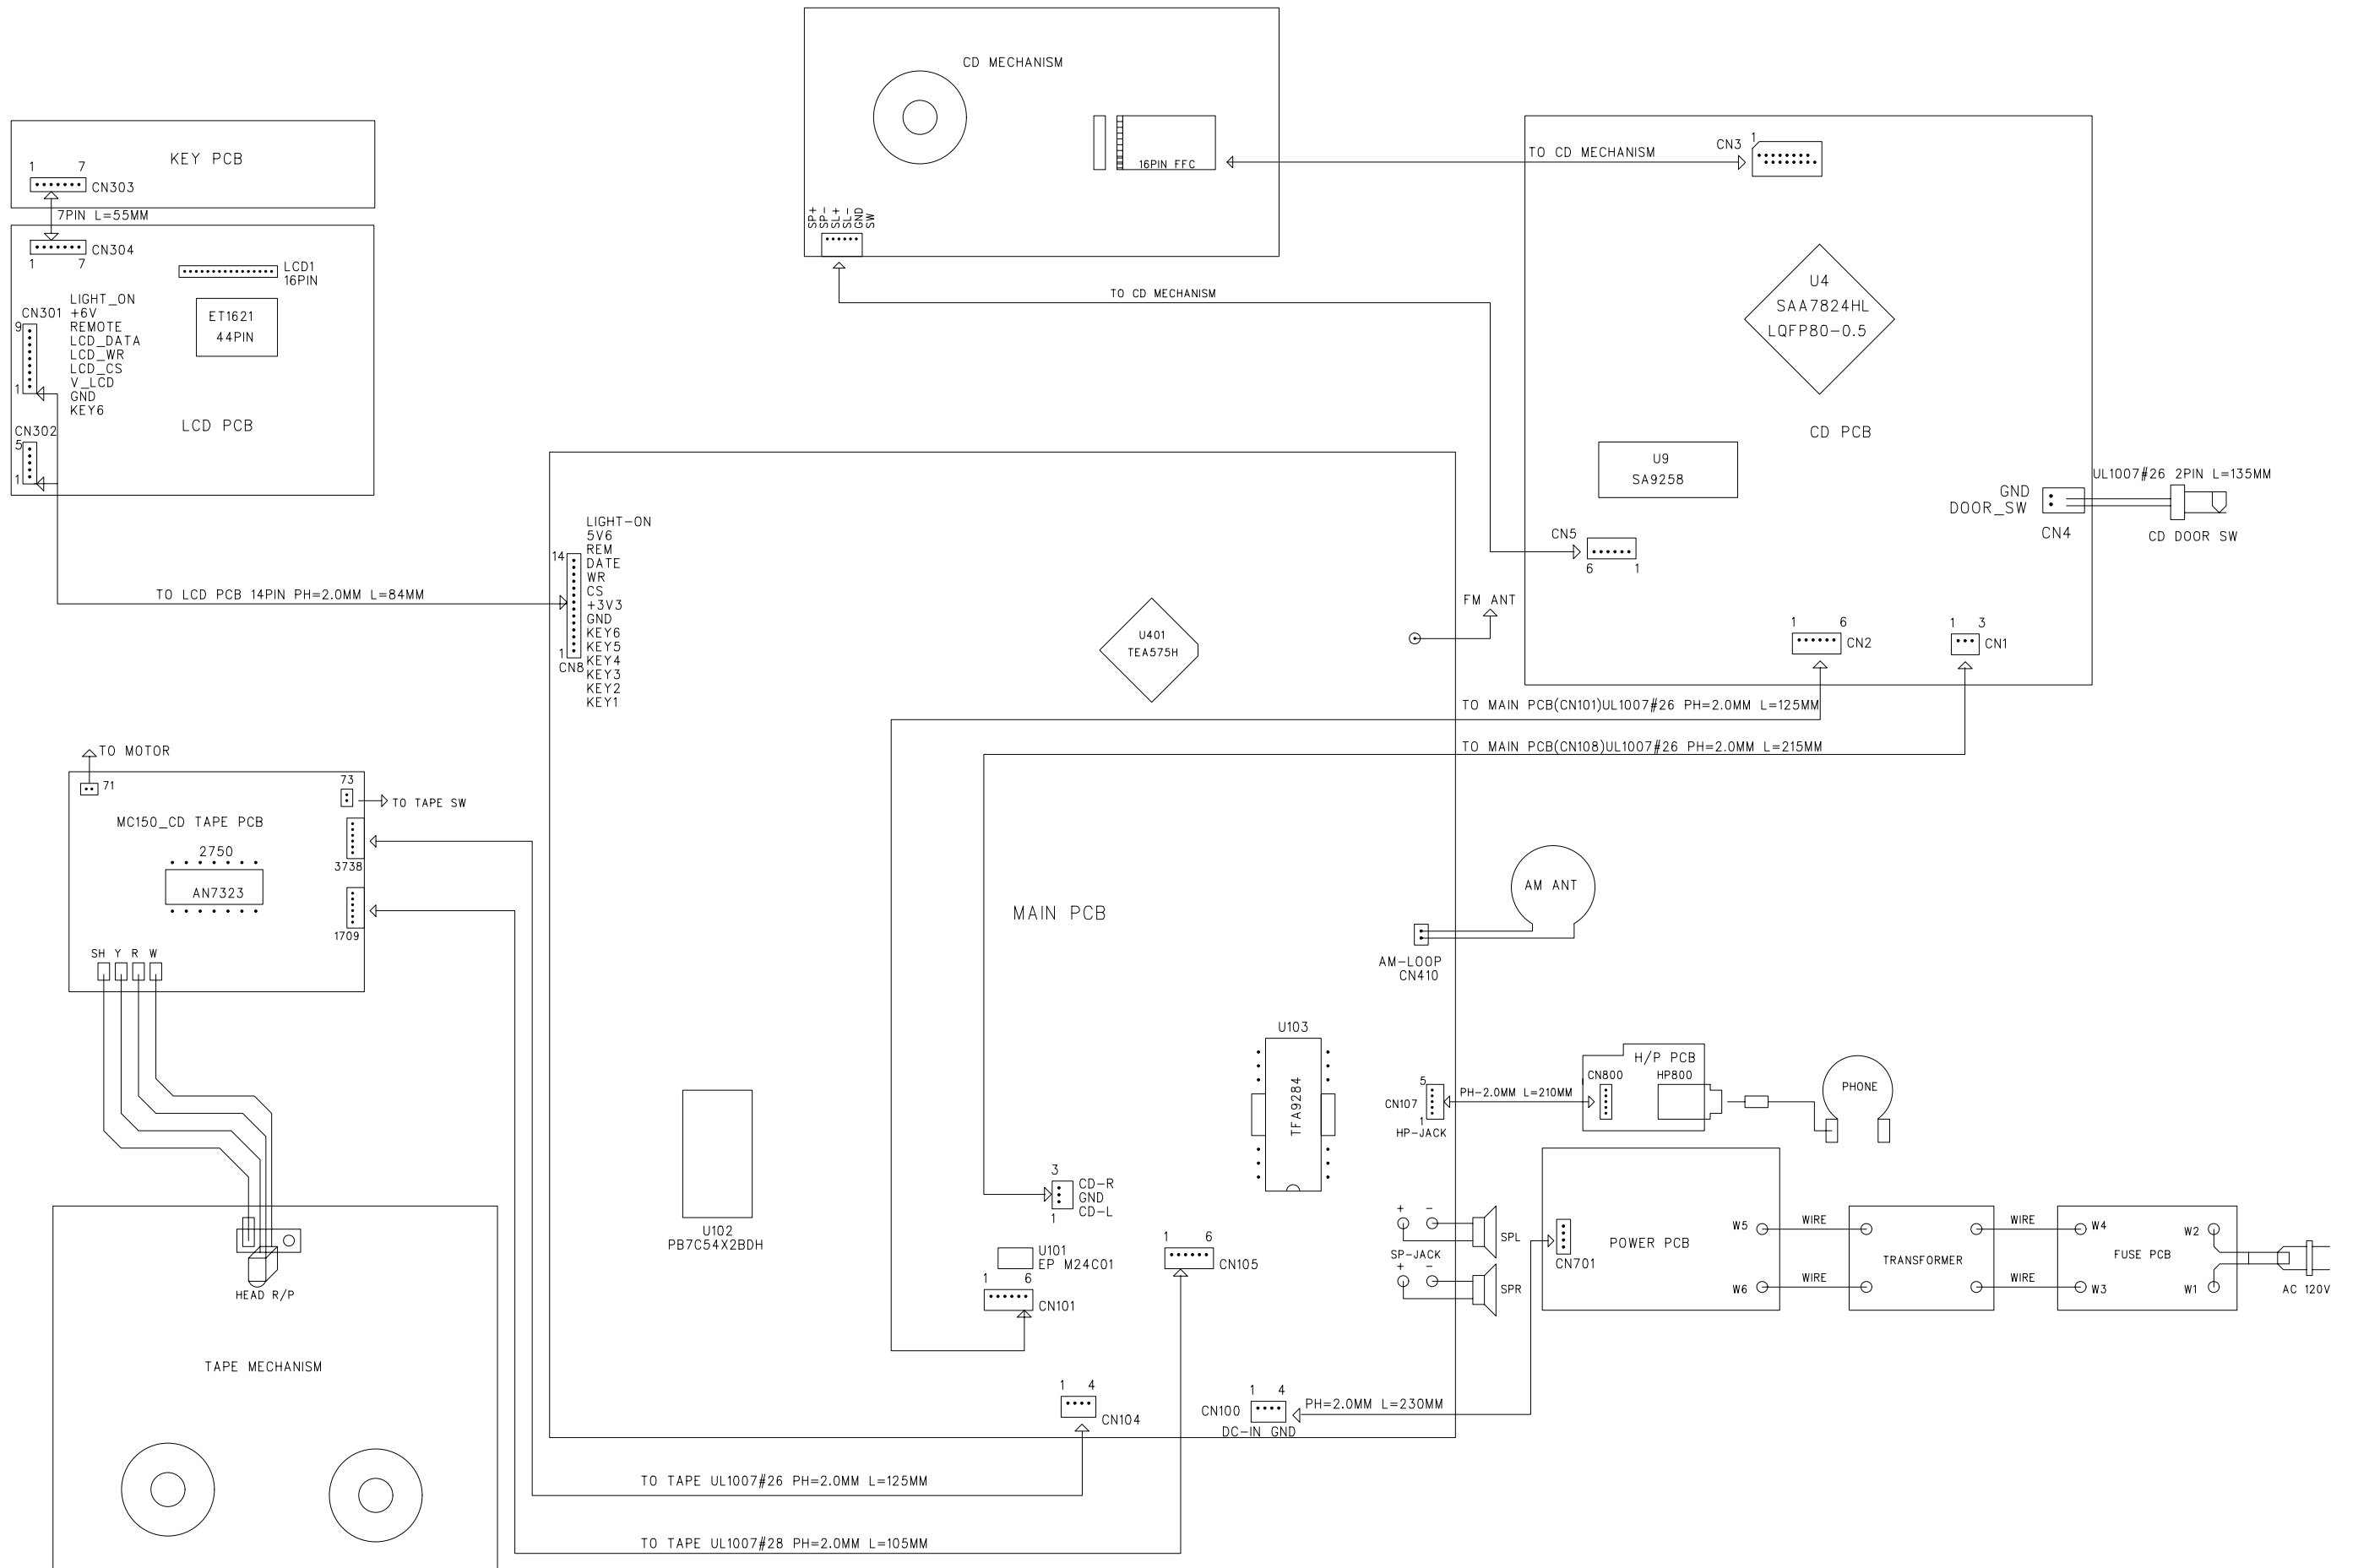 CD MECHANISM
16PIN FFC
SP+
SP-
SL+
SL-
GND
SW
TO CD MECHANISM
TO CD MECHANISM
KEY PCB
1 7
CN303
7PIN L=55MM
CN304
1 7
LCD1
16PIN
ET1621
44PIN
CN301
9
1
LIGHT_ON
+6V
REMOTE
LCD_DATA
LCD_WR
LCD_CS
V_LCD
GND
KEY6
LCD PCB
CN302
5
1
TO LCD PCB 14PIN PH=2.0MM L=84MM
CN3
1
U4
SAA7824HL
LQFP80-0.5
CD PCB
U9
SA9258
CN5
6 1
GND
DOOR_SW
CN4
UL1007#26 2PIN L=135MM
CD DOOR SW
1 6
CN2
1 3
CN1
TO MAIN PCB(CN101)UL1007#26 PH=2.0MM L=125MM
TO MAIN PCB(CN108)UL1007#26 PH=2.0MM L=215MM
LIGHT-ON
5V6
REM
DATE
WR
CS
+3V3
GND
KEY6
KEY5
KEY4
KEY3
KEY2
KEY1
14
1
CN8
U401
TEA575H
FM ANT
MAIN PCB
AM ANT
AM-LOOP
CN410
TO MOTOR
71
73
TO TAPE SW
MC150_CD TAPE PCB
2750
AN7323
3738
1709
SH Y R W
HEAD R/P
TAPE MECHANISM
U102
PB7C54X2BDH
U103
TFA9284
3
1
CD-R
GND
CD-L
U101
EP M24C01
1 6
CN101
1 6
CN105
1 4
CN104
1 4
CN100
DC-IN GND
PH=2.0MM L=230MM
5
CN107
1
HP-JACK
PH-2.0MM L=210MM
H/P PCB
CN800
HP800
1
PHONE
+ -
SPL
SP-JACK
+ -
SPR
CN701
POWER PCB
W5
W6
WIRE
WIRE
TRANSFORMER
WIRE
WIRE
W4
W3
FUSE PCB
W2
W1
AC 120V
TO TAPE UL1007#26 PH=2.0MM L=125MM
TO TAPE UL1007#28 PH=2.0MM L=105MM